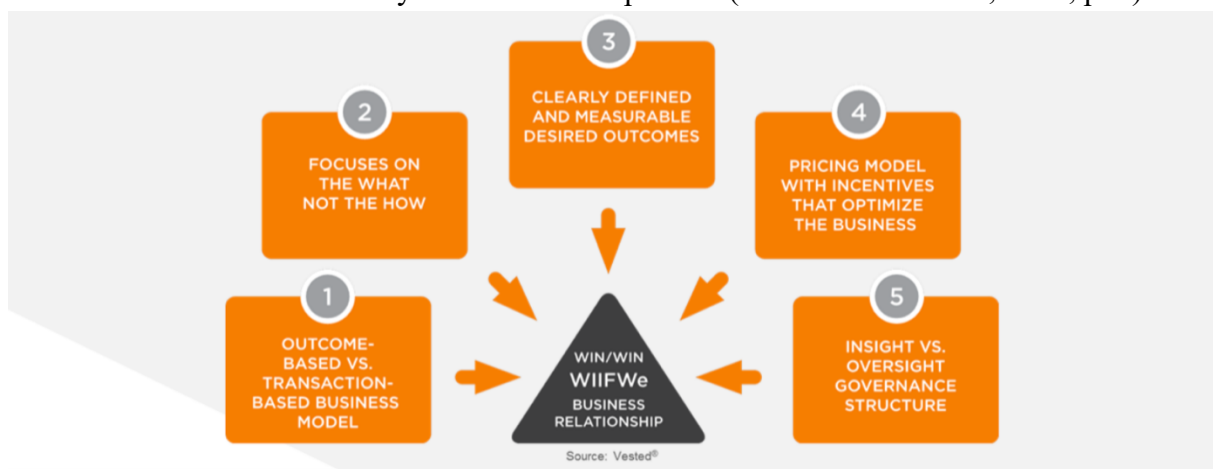 1
OUTCOME-
BASED VS.
TRANSACTION-
BASED BUSINESS
MODEL
2
FOCUSES ON
THE WHAT
NOT THE HOW
3
CLEARLY DEFINED
AND MEASURABLE
DESIRED OUTCOMES
4
PRICING MODEL
WITH INCENTIVES
THAT OPTIMIZE
THE BUSINESS
5
INSIGHT VS.
OVERSIGHT
GOVERNANCE
STRUCTURE
WIN/WIN
WIIFWe
BUSINESS
RELATIONSHIP
Source: Vested®